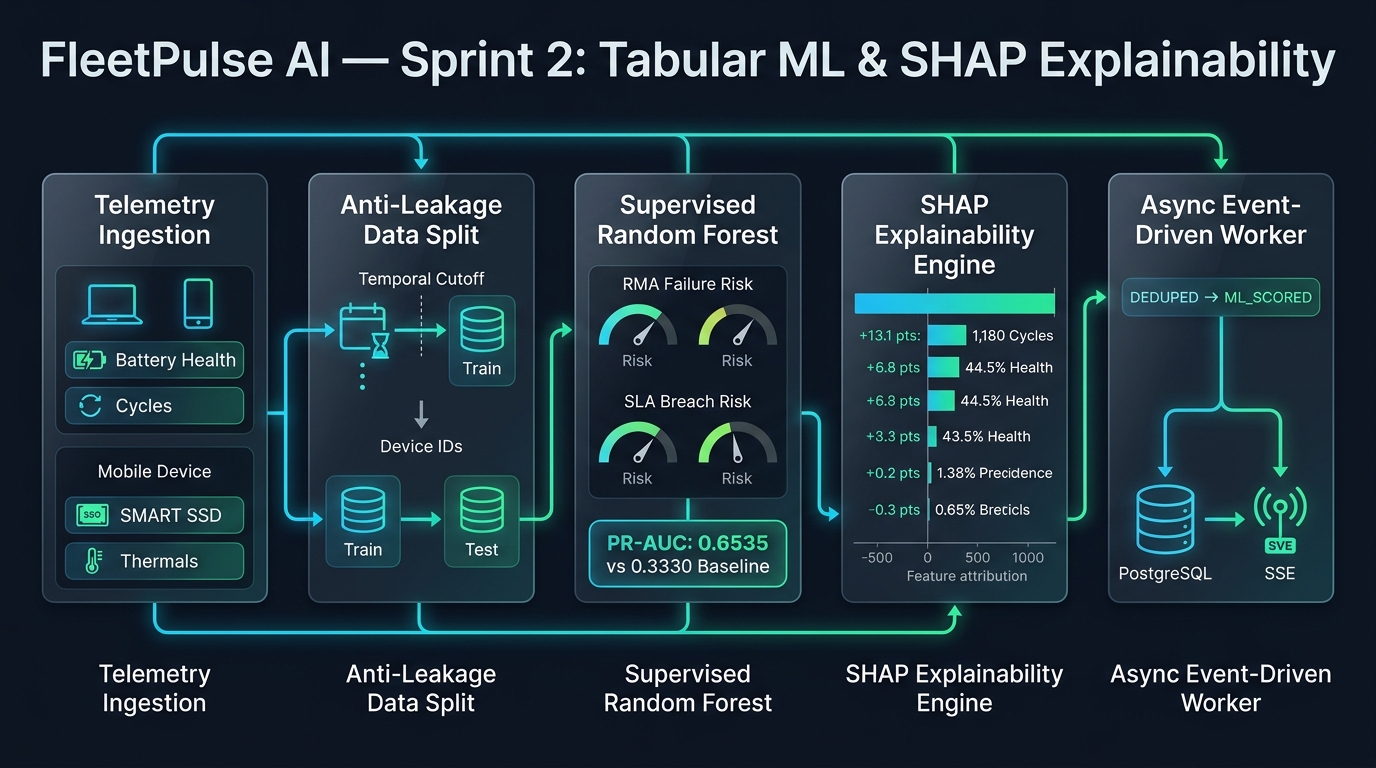 FleetPulse AI — Sprint 2: Tabular ML & SHAP Explainability
Telemetry
Ingestion
Battery Health
Cycles
Mobile Device
SSO
SMART SSD
Thermals
Anti-Leakage
Data Split
Temporal Cutoff
Train
Device IDs
Train
Test
Supervised
Random Forest
RMA Failure Risk
Risk
Risk
SLA Breach Risk
Risk
Risk
PR-AUC: 0.6535
vs 0.3330 Baseline
SHAP
Explainability
Engine
+13.1 pts: 1,180 Cycles
+6.8 pts 44.5% Health
+6.8 pts 44.5% Health
+3.3 pts 43.5% Health
+0.2 pts 1.38% Precidence
-0.3 pts 0.65% Breticls
-500 0 500 1000
Feature attribution
Async Event-
Driven Worker
DEDUPED → ML_SCORED
PostgreSQL
SVE
SSE
Telemetry
Ingestion
Anti-Leakage
Data Split
Supervised
Random Forest
SHAP Explainability
Engine
Async Event-Driven
Worker